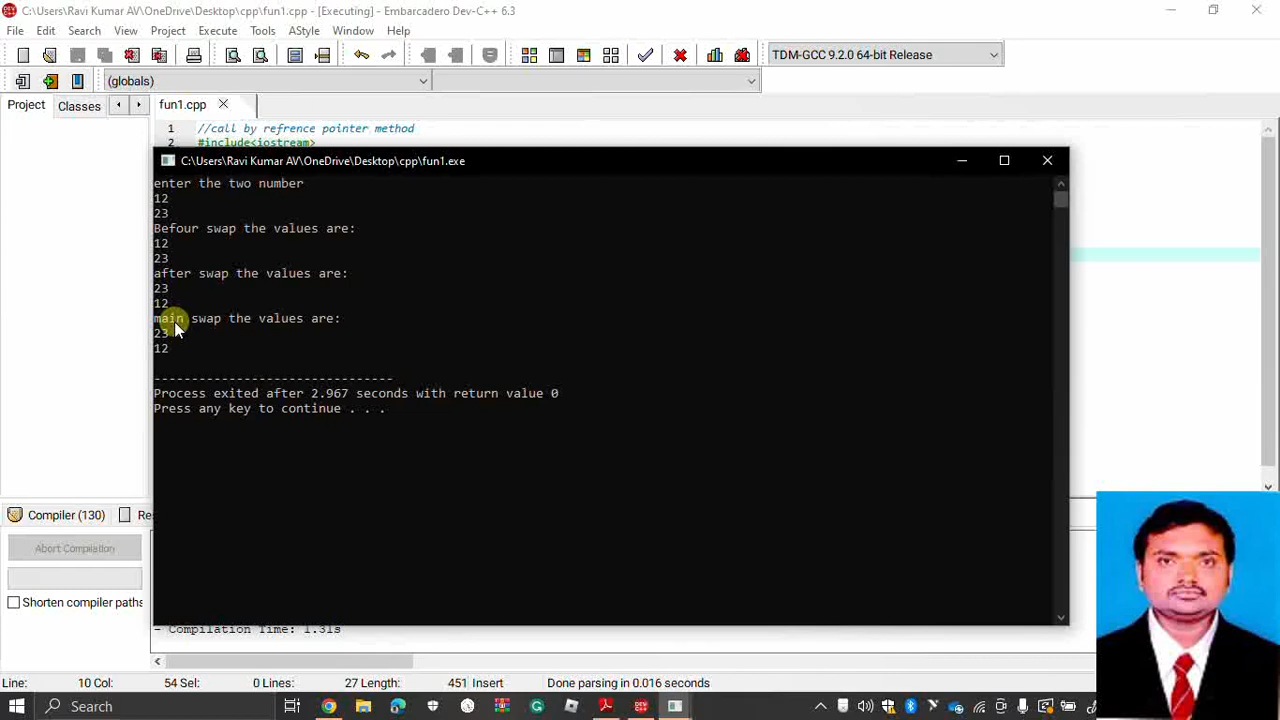 C:\Users\Ravi Kumar AV\OneDrive\Desktop\cpp\fun1.cpp - [Executing] - Embarcadero Dev-C++ 6.3
File Edit Search View Project Execute Tools AStyle Window Help
TDM-GCC 9.2.0 64-bit Release
(globals)
Project Classes fun1.cpp
1 //call by refrence pointer method
2 #include<iostream>
C:\Users\Ravi Kumar AV\OneDrive\Desktop\cpp\fun1.exe
enter the two number
12
23
Befour swap the values are:
12
23
after swap the values are:
23
12
main swap the values are:
23
12
--------------------------------
Process exited after 2.967 seconds with return value 0
Press any key to continue . . .
Compiler (130) Re
Abort Compilation
Shorten compiler paths
- Compilation Time: 1.31s
Line: 10 Col: 54 Sel: 0 Lines: 27 Length: 451 Insert Done parsing in 0.016 seconds
Search